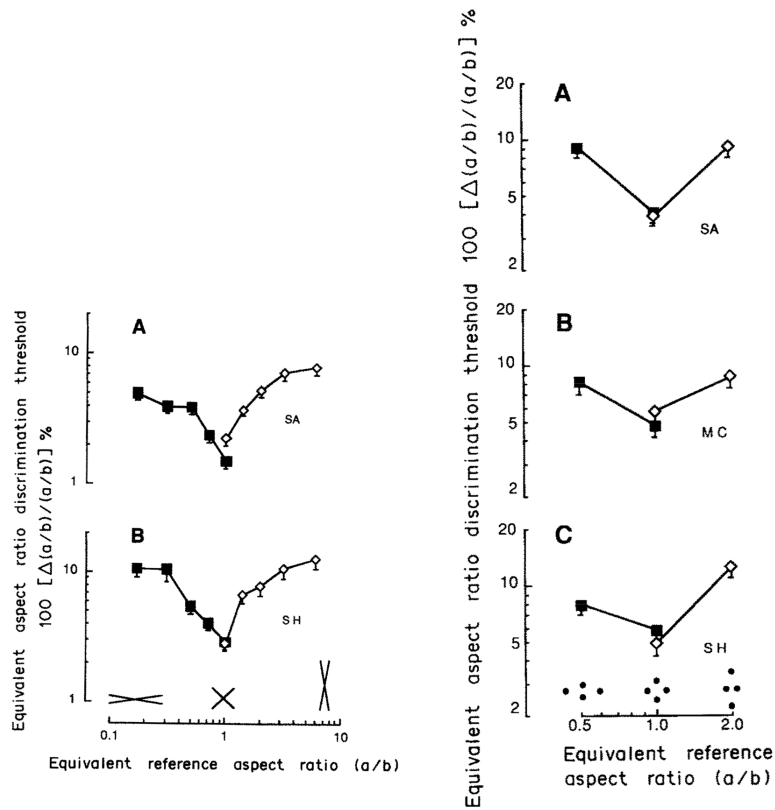 A
10
1
SA
B
10
1
SH
0.1 1 10
Equivalent reference aspect ratio (a/b)
Equivalent aspect ratio discrimination threshold
100 [Δ(a/b)/(a/b)] %
A
20
10
5
2
SA
B
20
10
5
2
MC
C
20
10
5
2
SH
0.5 1.0 2.0
Equivalent reference
aspect ratio (a/b)
Equivalent aspect ratio discrimination threshold 100 [Δ(a/b)/(a/b)] %